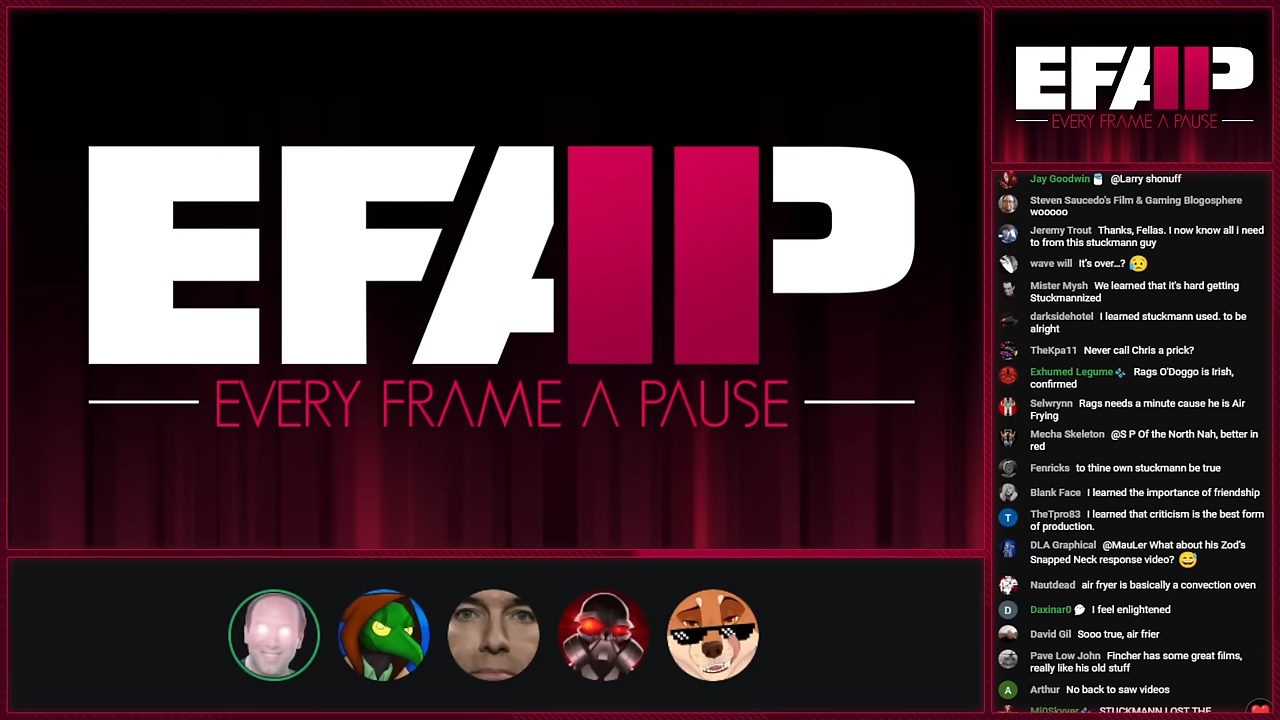 EFAP
EVERY FRAME A PAUSE
EFAP
EVERY FRAME A PAUSE
Jay Goodwin @Larry shonuff
Steven Saucedo's Film & Gaming Blogosphere
wooooo
Jeremy Trout Thanks, Fellas. I now know all i need
to from this stuckmann guy
wave will It's over...? 😥
Mister Mysh We learned that it's hard getting
Stuckmannized
darksidehotel I learned stuckmann used. to be
alright
TheKpa11 Never call Chris a prick?
Exhumed Legume Rags O'Doggo is Irish,
confirmed
Selwrynn Rags needs a minute cause he is Air
Frying
Mecha Skeleton @S P Of the North Nah, better in
red
Fenricks to thine own stuckmann be true
Blank Face I learned the importance of friendship
T
TheTpro83 I learned that criticism is the best form
of production.
DLA Graphical @MauLer What about his Zod's
Snapped Neck response video? 😅
Nautdead air fryer is basically a convection oven
D
Daxinar0 I feel enlightened
David Gil Sooo true, air frier
Pave Low John Fincher has some great films,
really like his old stuff
A
Arthur No back to saw videos
STUCKMANN LOST THE